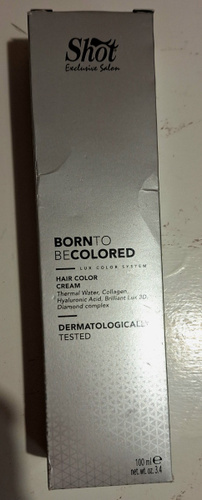 Shot
Exclusive Salon
BORNTO
BECOLORED
LUX COLOR SYSTEM
HAIR COLOR
CREAM
Thermal Water, Collagen,
Hyaluronic Acid, Brilliant Lux 3D,
Diamond complex
DERMATOLOGICALLY
TESTED
100 ml ℮
net. wt. oz. 3.4